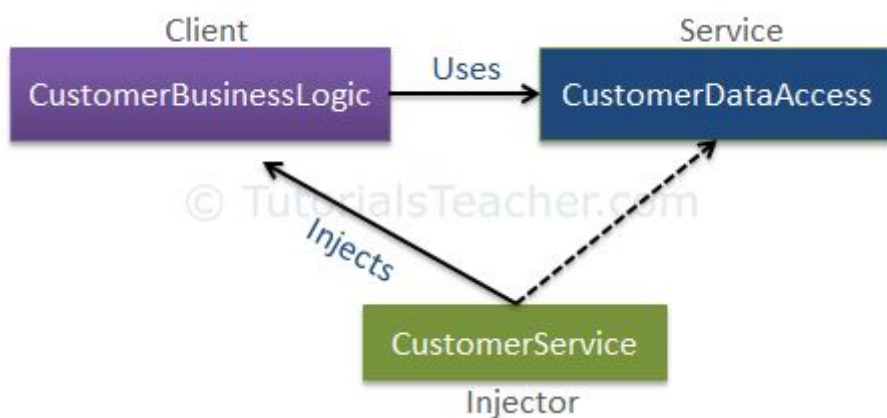 Client
Service
CustomerBusinessLogic
Uses
CustomerDataAccess
© TutorialsTeacher.com
Injects
CustomerService
Injector